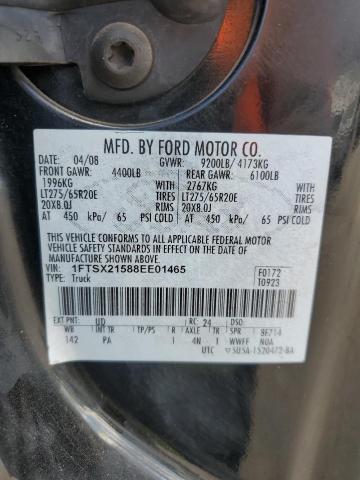 MFD. BY FORD MOTOR CO.
DATE: 04/08 GVWR: 9200LB/ 4173KG
FRONT GAWR: 4400LB REAR GAWR: 6100LB
1996KG WITH 2767KG WITH
LT275/65R20E TIRES LT275/65R20E TIRES
20X8.0J RIMS 20X8.0J RIMS
AT 450 kPa/ 65 PSI COLD AT 450 kPa/ 65 PSI COLD
THIS VEHICLE CONFORMS TO ALL APPLICABLE FEDERAL MOTOR
VEHICLE SAFETY STANDARDS IN EFFECT ON THE DATE OF
MANUFACTURE SHOWN ABOVE.
VIN: 1FTSX21588EE01465 F0172
TYPE: Truck T0923
EXT PNT: UD RC: 24 DSO:
WB INT TR TP/PS R AXLE TR SPR 8F214
142 PA 1 4N 1 WWFF N0A
UTC